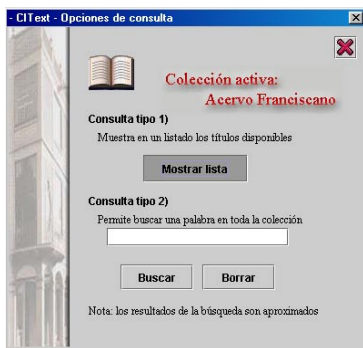 - CIText - Opciones de consulta
Colección activa:
Acervo Franciscano
Consulta tipo 1)
Muestra en un listado los títulos disponibles
Mostrar lista
Consulta tipo 2)
Permite buscar una palabra en toda la colección
Buscar Borrar
Nota: los resultados de la búsqueda son aproximados